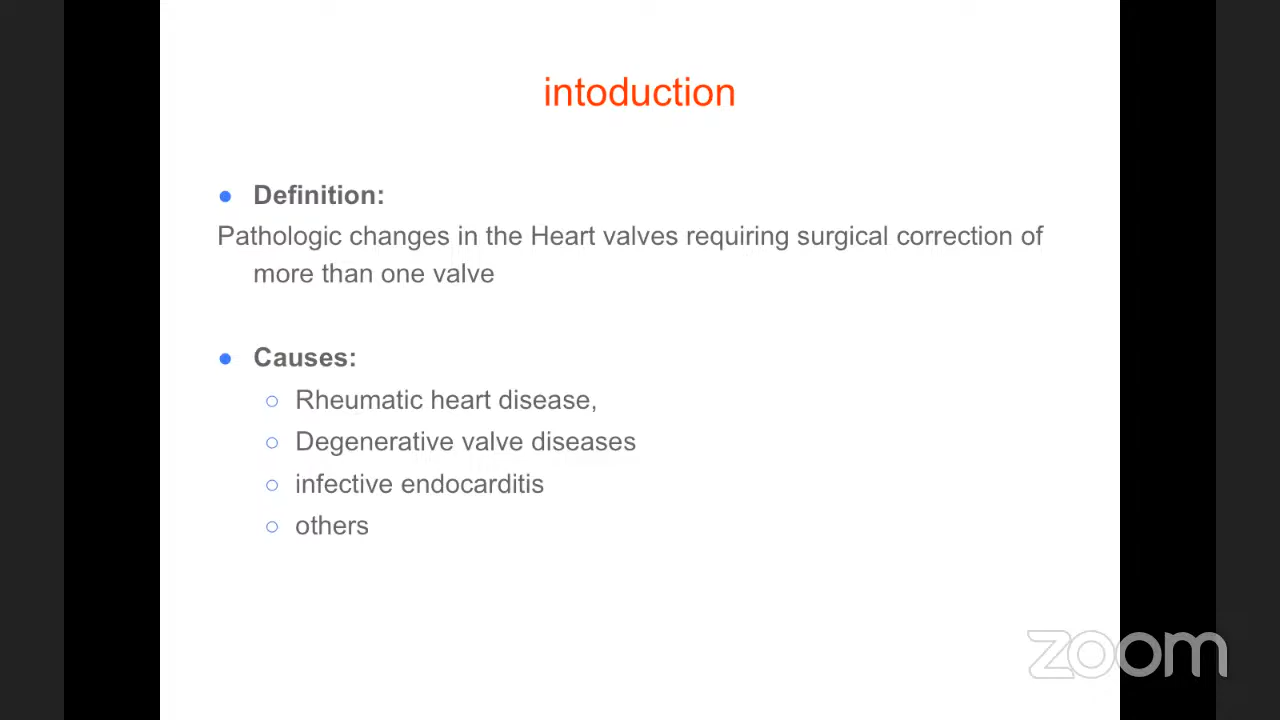 intoduction
● Definition:
Pathologic changes in the Heart valves requiring surgical correction of
more than one valve
● Causes:
○ Rheumatic heart disease,
○ Degenerative valve diseases
○ infective endocarditis
○ others
zoom